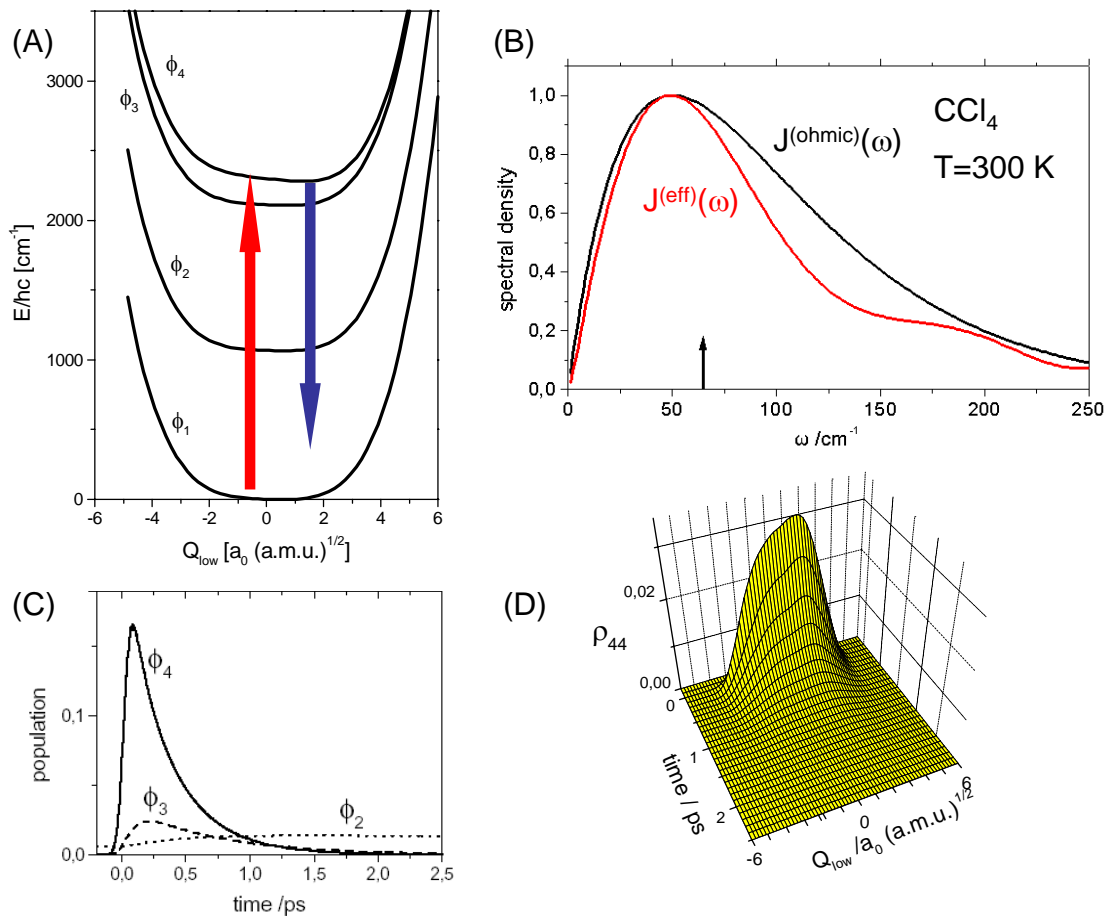 (A)
ϕ4
ϕ3
ϕ2
ϕ1
E/hc [cm-1]
3000
2000
1000
0
-6 -4 -2 0 2 4 6
Qlow [a0 (a.m.u.)1/2]
(B)
CCl4
T=300 K
J(ohmic)(ω)
J(eff)(ω)
spectral density
1,0
0,8
0,6
0,4
0,2
0,0
0 50 100 150 200 250
ω /cm-1
(C)
ϕ4
ϕ3
ϕ2
population
0,1
0,0
0,0 0,5 1,0 1,5 2,0 2,5
time /ps
(D)
ρ44
0,02
0,00
0
1
2
time / ps
-6
0
6
Qlow /a0 (a.m.u.)1/2